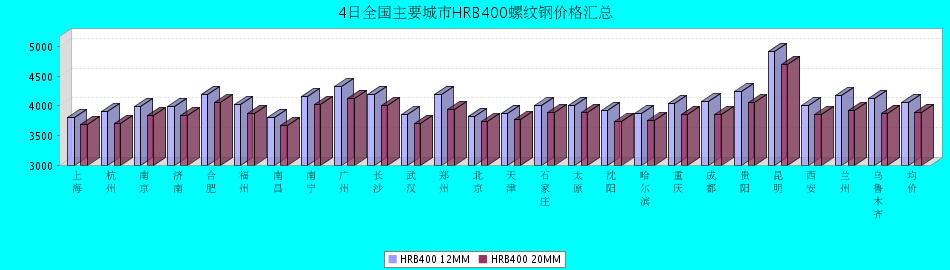 4日全国主要城市HRB400螺纹钢价格汇总
5000
4500
4000
3500
3000
上海
杭州
南京
济南
合肥
福州
南昌
南宁
广州
长沙
武汉
郑州
北京
天津
石家庄
太原
沈阳
哈尔滨
重庆
成都
贵阳
昆明
西安
兰州
乌鲁木齐
均价
HRB400 12MM
HRB400 20MM